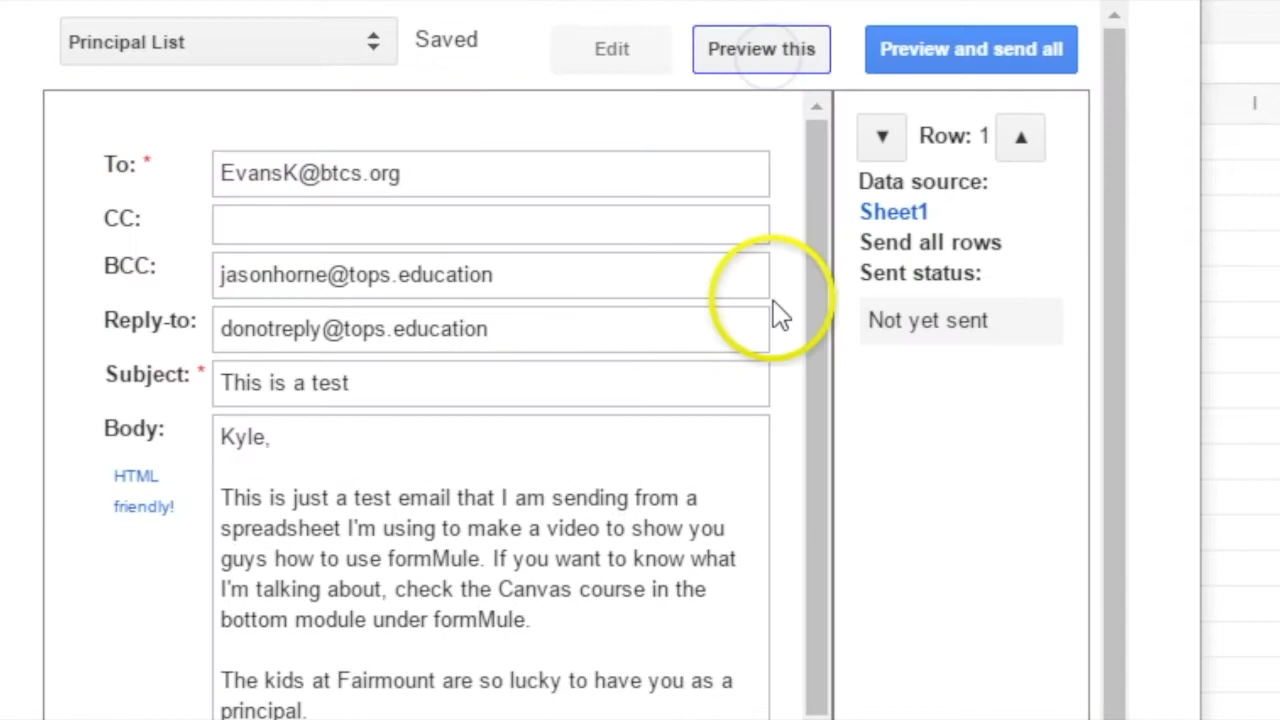 Principal List
Saved
Edit
Preview this
Preview and send all
To: *
EvansK@btcs.org
CC:
BCC:
jasonhorne@tops.education
Reply-to:
donotreply@tops.education
Subject: *
This is a test
Body:
HTML
friendly!
Kyle,
This is just a test email that I am sending from a
spreadsheet I'm using to make a video to show you
guys how to use formMule. If you want to know what
I'm talking about, check the Canvas course in the
bottom module under formMule.
The kids at Fairmount are so lucky to have you as a
principal.
▼ Row: 1 ▲
Data source:
Sheet1
Send all rows
Sent status:
Not yet sent
I